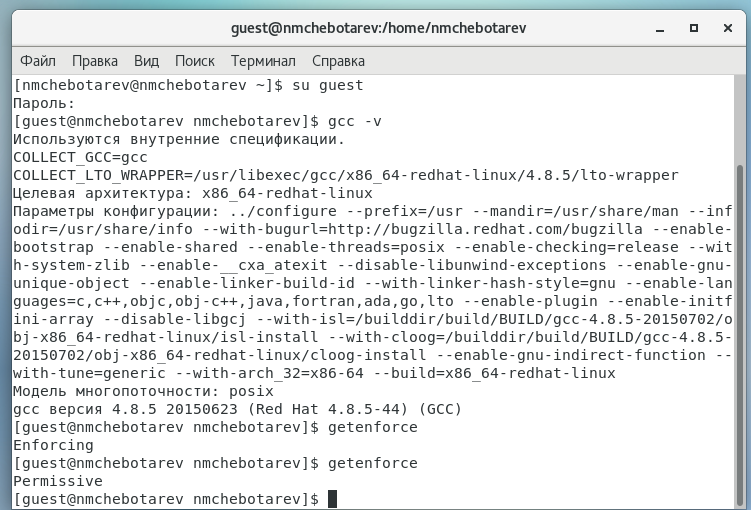 guest@nmchebotarev:/home/nmchebotarev
Файл Правка Вид Поиск Терминал Справка
[nmchebotarev@nmchebotarev ~]$ su guest
Пароль:
[guest@nmchebotarev nmchebotarev]$ gcc -v
Используются внутренние спецификации.
COLLECT_GCC=gcc
COLLECT_LTO_WRAPPER=/usr/libexec/gcc/x86_64-redhat-linux/4.8.5/lto-wrapper
Целевая архитектура: x86_64-redhat-linux
Параметры конфигурации: ../configure --prefix=/usr --mandir=/usr/share/man --inf
odir=/usr/share/info --with-bugurl=http://bugzilla.redhat.com/bugzilla --enable-
bootstrap --enable-shared --enable-threads=posix --enable-checking=release --wit
h-system-zlib --enable-__cxa_atexit --disable-libunwind-exceptions --enable-gnu-
unique-object --enable-linker-build-id --with-linker-hash-style=gnu --enable-lan
guages=c,c++,objc,obj-c++,java,fortran,ada,go,lto --enable-plugin --enable-initf
ini-array --disable-libgcj --with-isl=/builddir/build/BUILD/gcc-4.8.5-20150702/o
bj-x86_64-redhat-linux/isl-install --with-cloog=/builddir/build/BUILD/gcc-4.8.5-
20150702/obj-x86_64-redhat-linux/cloog-install --enable-gnu-indirect-function --
with-tune=generic --with-arch_32=x86-64 --build=x86_64-redhat-linux
Модель многопоточности: posix
gcc версия 4.8.5 20150623 (Red Hat 4.8.5-44) (GCC)
[guest@nmchebotarev nmchebotarev]$ getenforce
Enforcing
[guest@nmchebotarev nmchebotarev]$ getenforce
Permissive
[guest@nmchebotarev nmchebotarev]$